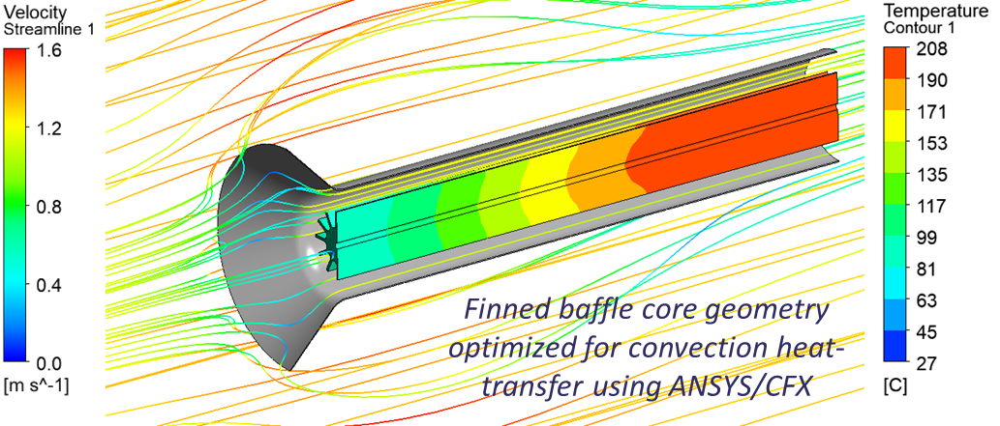 Velocity
Streamline 1
1.6
1.2
0.8
0.4
0.0
[m s^-1]
Temperature
Contour 1
208
190
171
153
135
117
99
81
63
45
27
[C]
Finned baffle core geometry
optimized for convection heat-
transfer using ANSYS/CFX